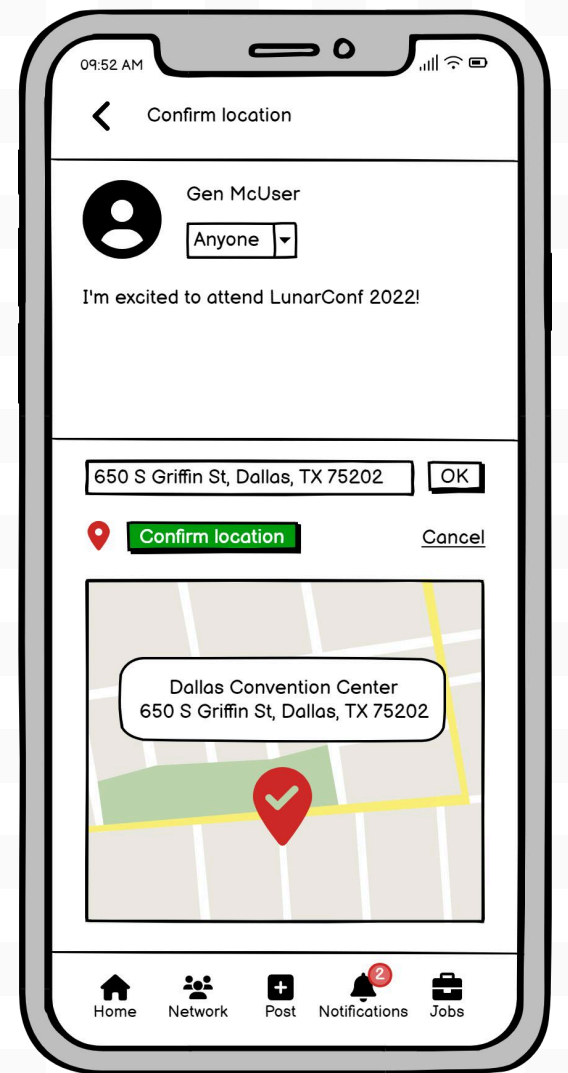 09:52 AM
Confirm location
Gen McUser
Anyone
I'm excited to attend LunarConf 2022!
650 S Griffin St, Dallas, TX 75202 OK
Confirm location Cancel
Dallas Convention Center
650 S Griffin St, Dallas, TX 75202
2
Home Network Post Notifications Jobs